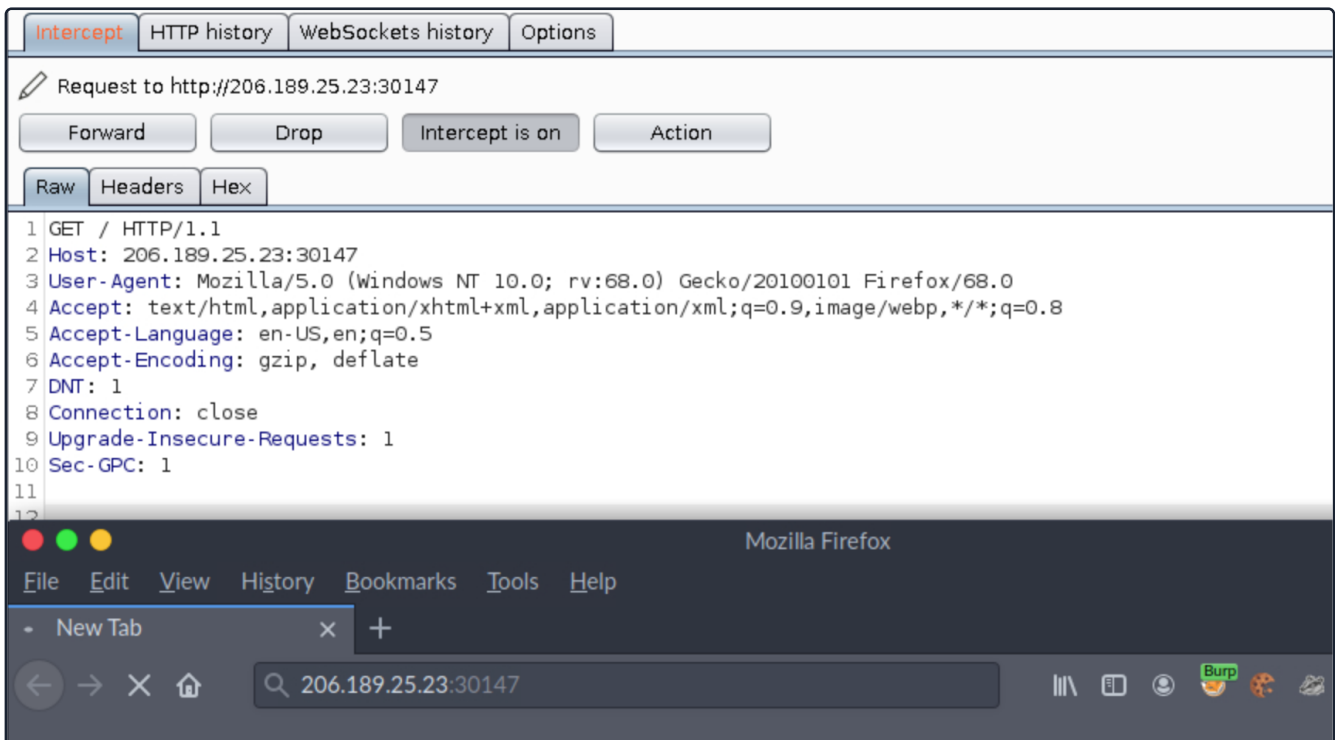 Intercept HTTP history WebSockets history Options
Request to http://206.189.25.23:30147
Forward Drop Intercept is on Action
Raw Headers Hex
1 GET / HTTP/1.1
2 Host: 206.189.25.23:30147
3 User-Agent: Mozilla/5.0 (Windows NT 10.0; rv:68.0) Gecko/20100101 Firefox/68.0
4 Accept: text/html,application/xhtml+xml,application/xml;q=0.9,image/webp,*/*;q=0.8
5 Accept-Language: en-US,en;q=0.5
6 Accept-Encoding: gzip, deflate
7 DNT: 1
8 Connection: close
9 Upgrade-Insecure-Requests: 1
10 Sec-GPC: 1
11
12
Mozilla Firefox
File Edit View History Bookmarks Tools Help
New Tab
206.189.25.23:30147 Burp